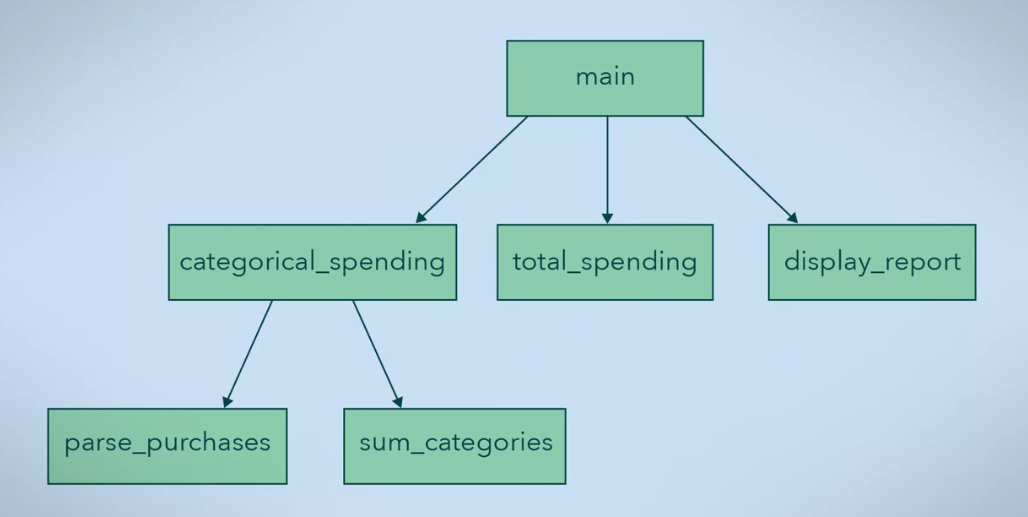 main
categorical_spending
total_spending
display_report
parse_purchases
sum_categories